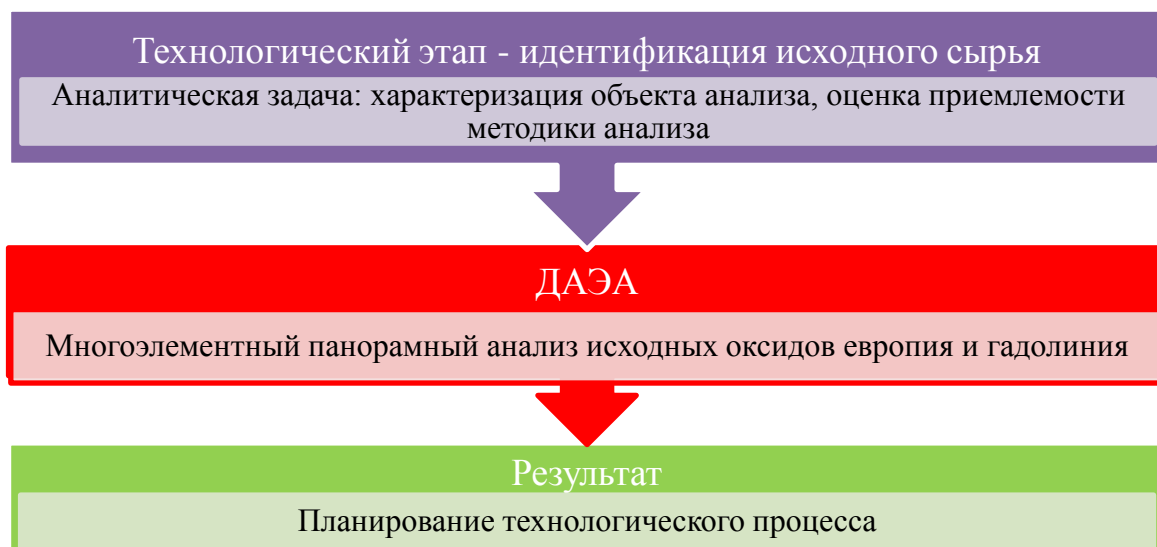 Технологический этап - идентификация исходного сырья
Аналитическая задача: характеризация объекта анализа, оценка приемлемости
методики анализа
ДАЭА
Многоэлементный панорамный анализ исходных оксидов европия и гадолиния
Результат
Планирование технологического процесса